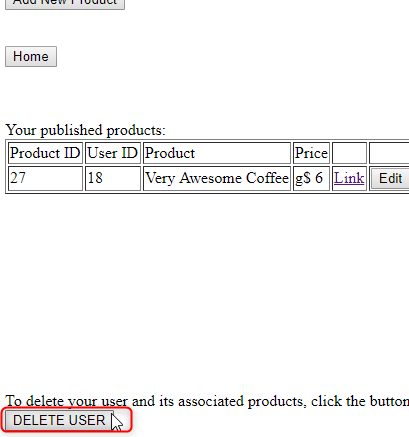 Add New Product
Home
Your published products:
Product ID User ID Product Price
27 18 Very Awesome Coffee g$ 6 Link Edit
To delete your user and its associated products, click the button
DELETE USER